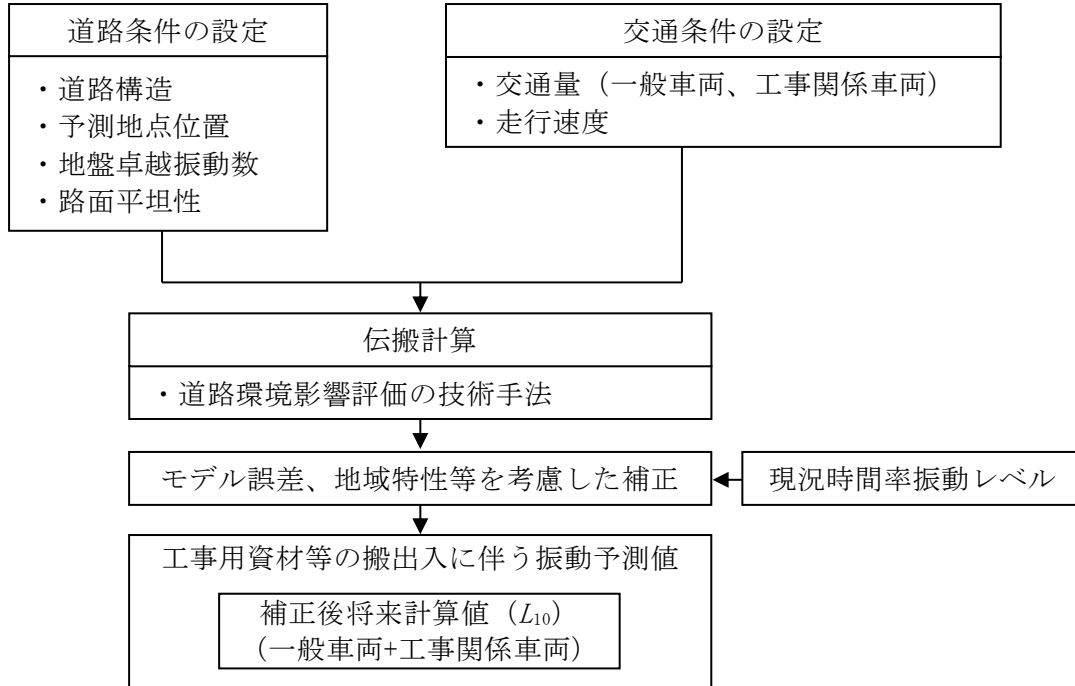 道路条件の設定
・道路構造
・予測地点位置
・地盤卓越振動数
・路面平坦性
交通条件の設定
・交通量（一般車両、工事関係車両）
・走行速度
伝搬計算
・道路環境影響評価の技術手法
モデル誤差、地域特性等を考慮した補正
現況時間率振動レベル
工事用資材等の搬出入に伴う振動予測値
補正後将来計算値（L10）
（一般車両+工事関係車両）